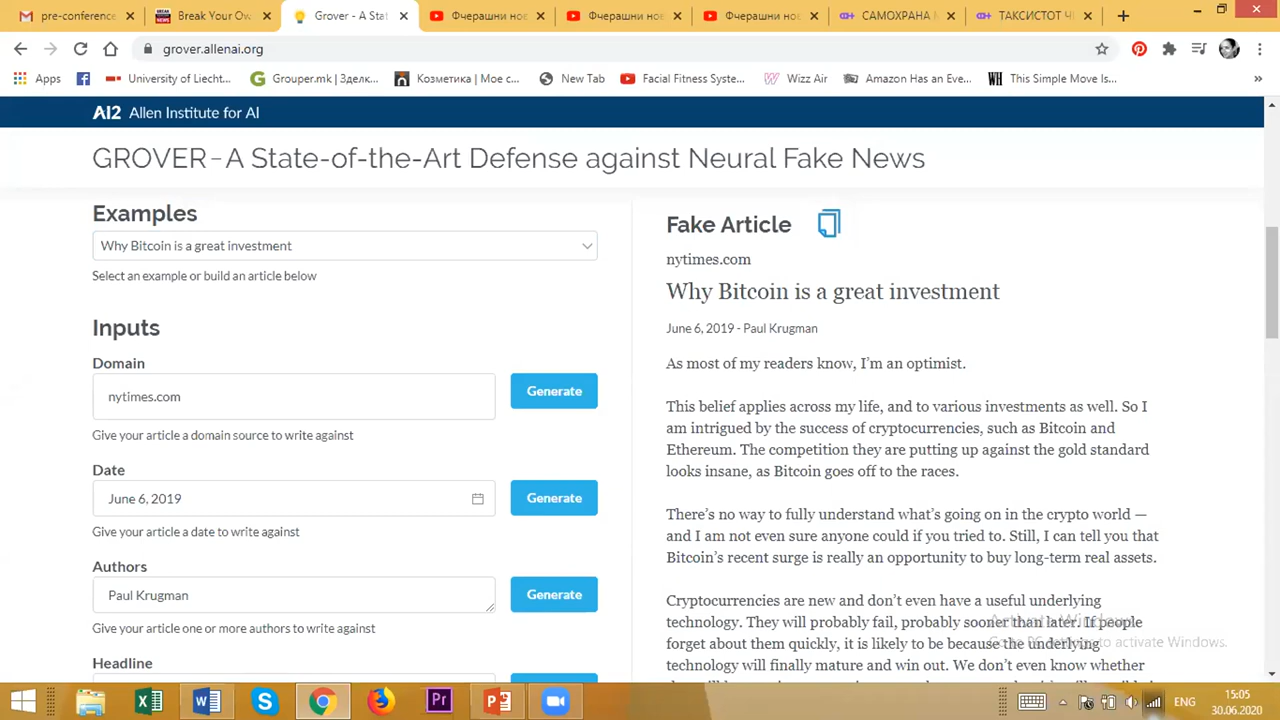 pre-conference
Break Your Own
Grover - A Stat
Вчерашни нов
Вчерашни нов
Вчерашни нов
САМОХРАНА
ТАКСИСТОТ Ч
grover.allenai.org
Apps
University of Liecht...
Grouper.mk | Зделк...
Козметика | Мое с...
New Tab
Facial Fitness Syste...
Wizz Air
Amazon Has an Eve...
This Simple Move Is...
»
AI2 Allen Institute for AI
GROVER – A State-of-the-Art Defense against Neural Fake News
Examples
Why Bitcoin is a great investment
Select an example or build an article below
Inputs
Domain
nytimes.com
Generate
Give your article a domain source to write against
Date
June 6, 2019
Generate
Give your article a date to write against
Authors
Paul Krugman
Generate
Give your article one or more authors to write against
Headline
Fake Article
nytimes.com
Why Bitcoin is a great investment
June 6, 2019 - Paul Krugman
As most of my readers know, I’m an optimist.
This belief applies across my life, and to various investments as well. So I
am intrigued by the success of cryptocurrencies, such as Bitcoin and
Ethereum. The competition they are putting up against the gold standard
looks insane, as Bitcoin goes off to the races.
There’s no way to fully understand what’s going on in the crypto world —
and I am not even sure anyone could if you tried to. Still, I can tell you that
Bitcoin’s recent surge is really an opportunity to buy long-term real assets.
Cryptocurrencies are new and don’t even have a useful underlying
technology. They will probably fail, probably sooner than later. If people
forget about them quickly, it is likely to be because the underlying
technology will finally mature and win out. We don’t even know whether
Activate Windows
Go to PC settings to activate Windows.
ENG
15:05
30.06.2020